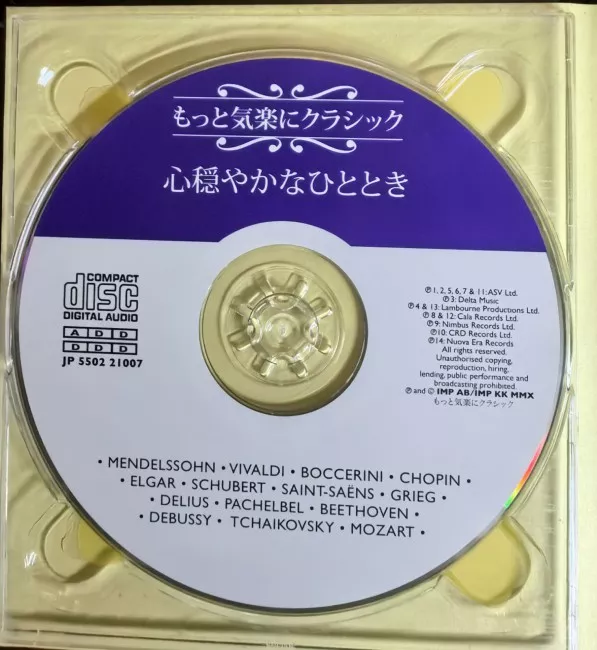 もっと気楽にクラシック
心穏やかなひととき
COMPACT
disc
DIGITAL AUDIO
A D D
D D D
JP 5502 21007
℗1, 2, 5, 6, 7 & 11: ASV Ltd.
℗3: Delta Music
℗4 & 13: Lambourne Productions Ltd.
℗8 & 12: Cala Records Ltd.
℗9: Nimbus Records Ltd.
℗10: CRD Records Ltd.
℗14: Nuova Era Records
All rights reserved.
Unauthorised copying,
reproduction, hiring,
lending, public performance and
broadcasting prohibited.
℗ and © IMP AB/IMP KK MMX
もっと気楽にクラシック
• MENDELSSOHN • VIVALDI • BOCCERINI • CHOPIN •
• ELGAR • SCHUBERT • SAINT-SAËNS • GRIEG •
• DELIUS • PACHELBEL • BEETHOVEN •
• DEBUSSY • TCHAIKOVSKY • MOZART •